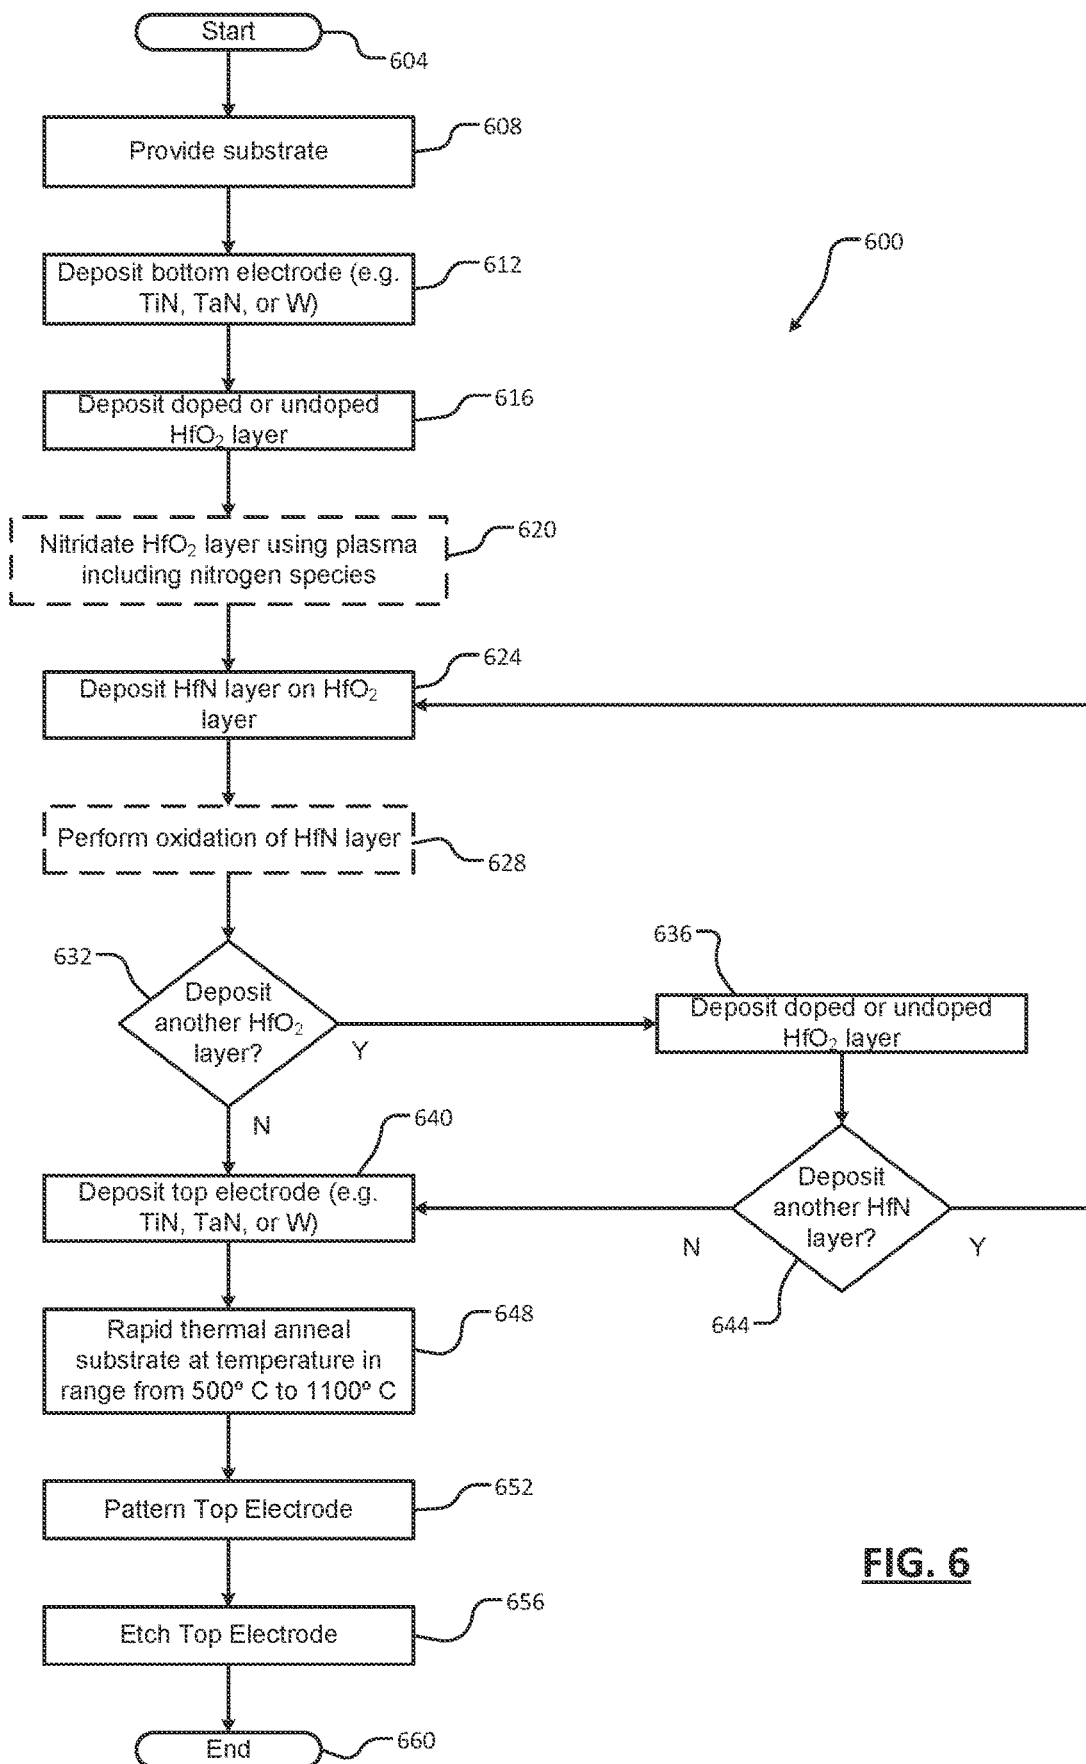 Start
604
608
Provide substrate
600
612
Deposit bottom electrode (e.g.
TiN, TaN, or W)
616
Deposit doped or undoped
HfO₂ layer
620
Nitridate HfO₂ layer using plasma
including nitrogen species
624
Deposit HfN layer on HfO₂
layer
Perform oxidation of HfN layer
628
632
Deposit
another HfO₂
layer?
Y
N
636
Deposit doped or undoped
HfO₂ layer
640
Deposit top electrode (e.g.
TiN, TaN, or W)
Deposit
another HfN
layer?
N
Y
644
648
Rapid thermal anneal
substrate at temperature in
range from 500º C to 1100º C
652
Pattern Top Electrode
656
Etch Top Electrode
End
660
FIG. 6